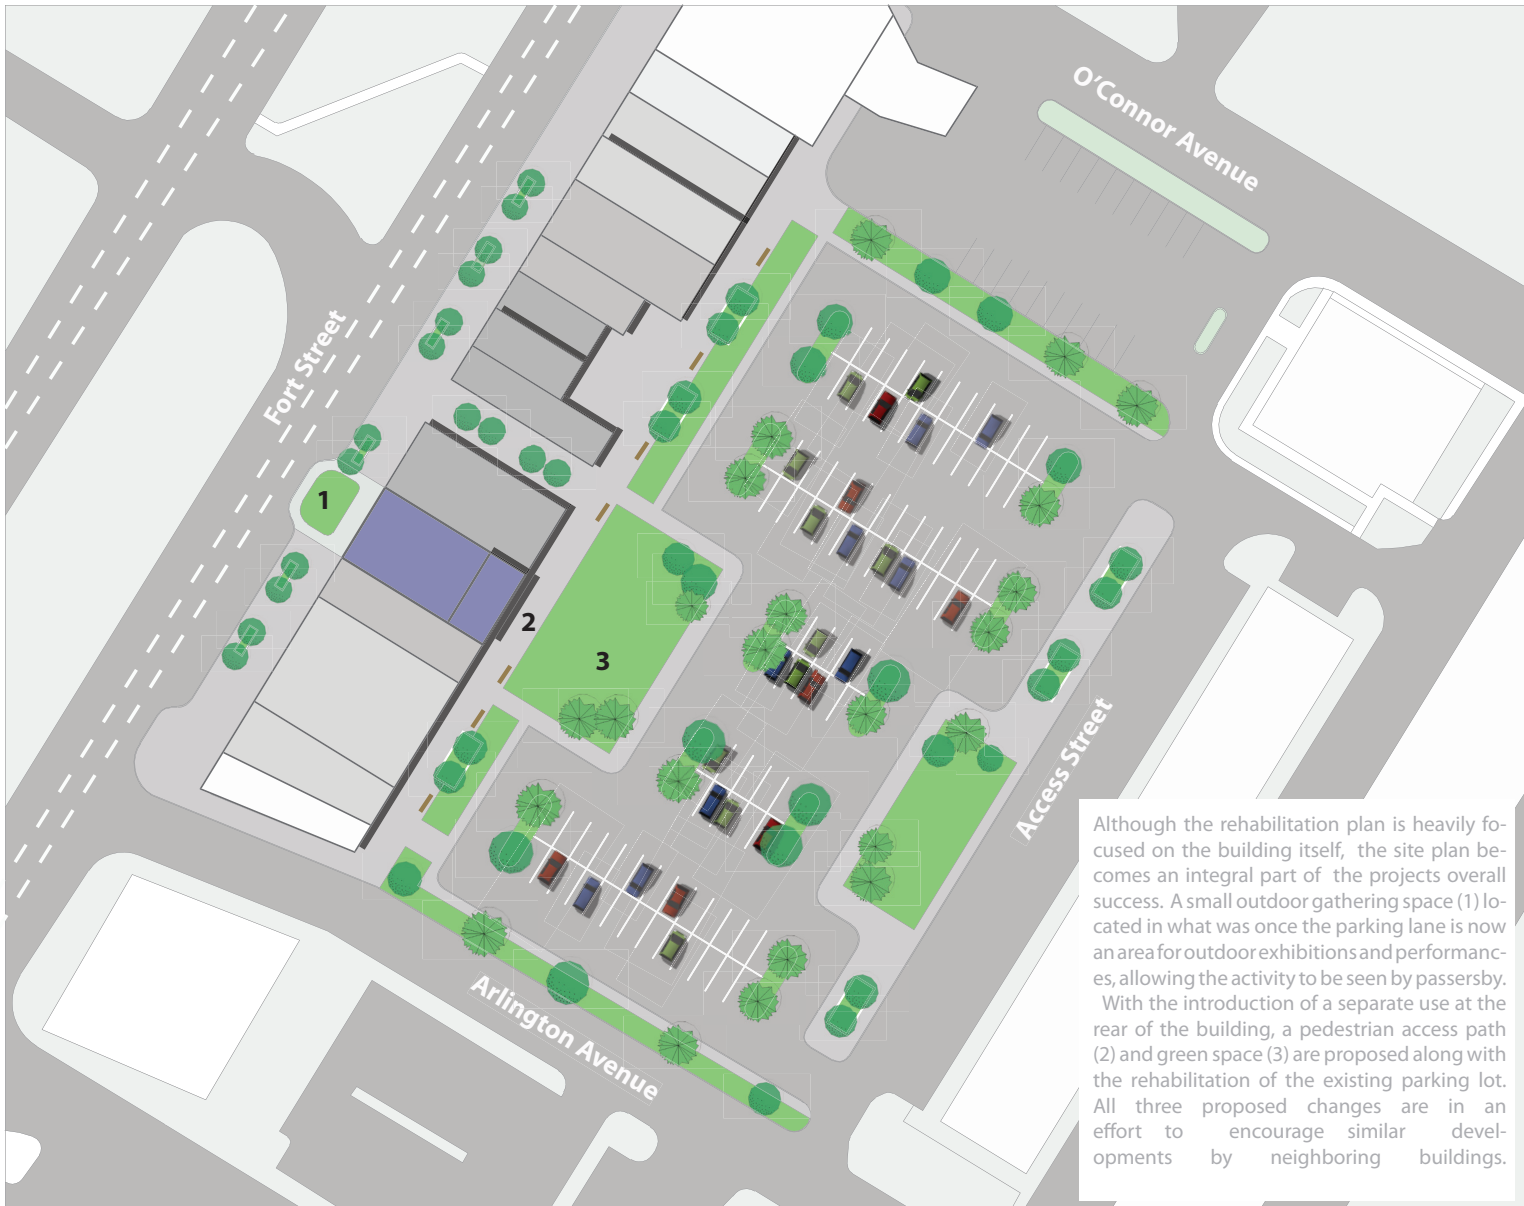 O'Connor Avenue
Fort Street
1
2
3
Access Street
Arlington Avenue
Although the rehabilitation plan is heavily fo-
cused on the building itself, the site plan be-
comes an integral part of the projects overall
success. A small outdoor gathering space (1) lo-
cated in what was once the parking lane is now
an area for outdoor exhibitions and performanc-
es, allowing the activity to be seen by passersby.
With the introduction of a separate use at the
rear of the building, a pedestrian access path
(2) and green space (3) are proposed along with
the rehabilitation of the existing parking lot.
All three proposed changes are in an
effort to encourage similar devel-
opments by neighboring buildings.